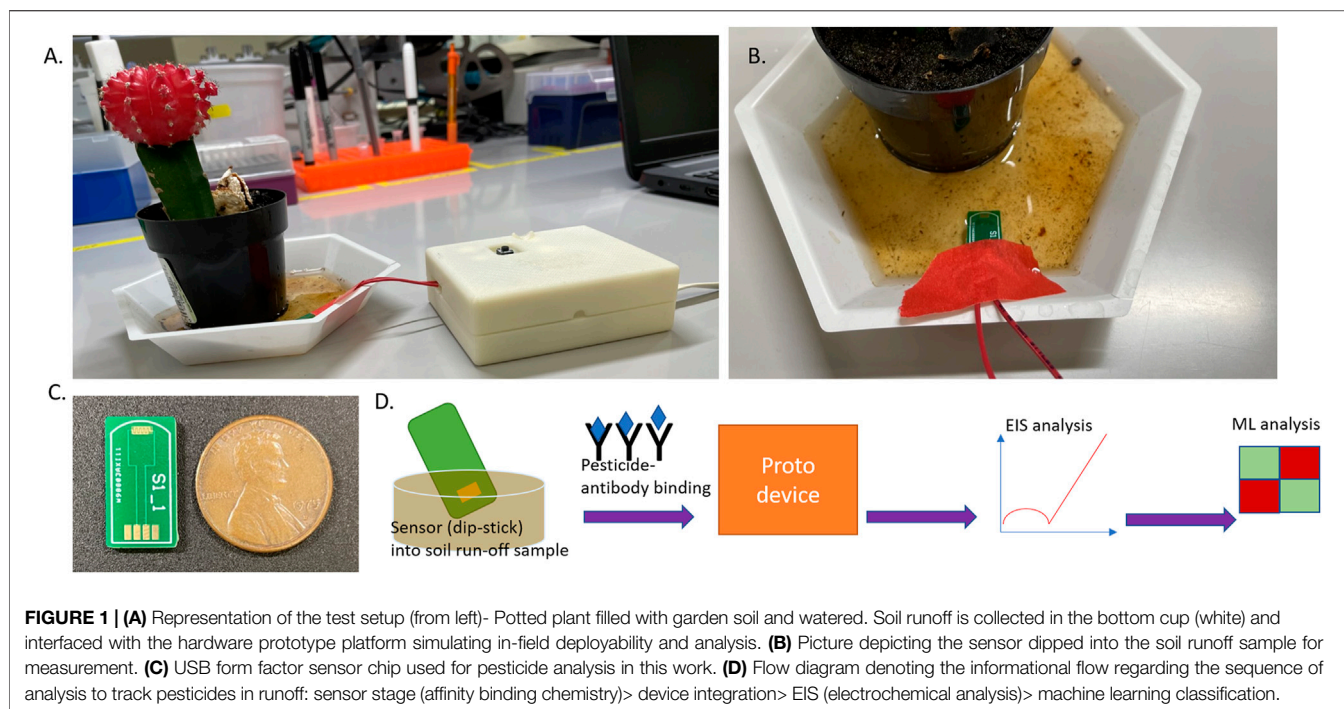 A.
B.
C.
S1_1
1973
D.
Pesticide-
antibody binding
Sensor (dip-stick)
into soil run-off sample
Proto
device
EIS analysis
ML analysis
FIGURE 1 | (A) Representation of the test setup (from left)- Potted plant filled with garden soil and watered. Soil runoff is collected in the bottom cup (white) and
interfaced with the hardware prototype platform simulating in-field deployability and analysis. (B) Picture depicting the sensor dipped into the soil runoff sample for
measurement. (C) USB form factor sensor chip used for pesticide analysis in this work. (D) Flow diagram denoting the informational flow regarding the sequence of
analysis to track pesticides in runoff: sensor stage (affinity binding chemistry)> device integration> EIS (electrochemical analysis)> machine learning classification.